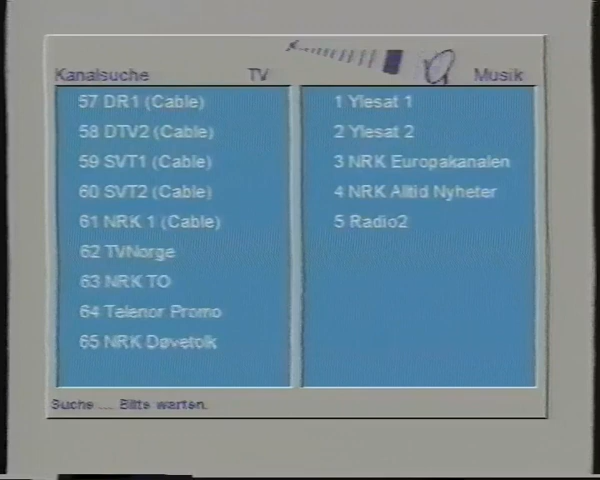 Kanalsuche TV Musik
57 DR1 (Cable)
58 DTV2 (Cable)
59 SVT1 (Cable)
60 SVT2 (Cable)
61 NRK 1 (Cable)
62 TVNorge
63 NRK TO
64 Telenor Promo
65 NRK Døvetolk
1 Ylesat 1
2 Ylesat 2
3 NRK Europakanalen
4 NRK Alltid Nyheter
5 Radio2
Suche ... Bitte warten.